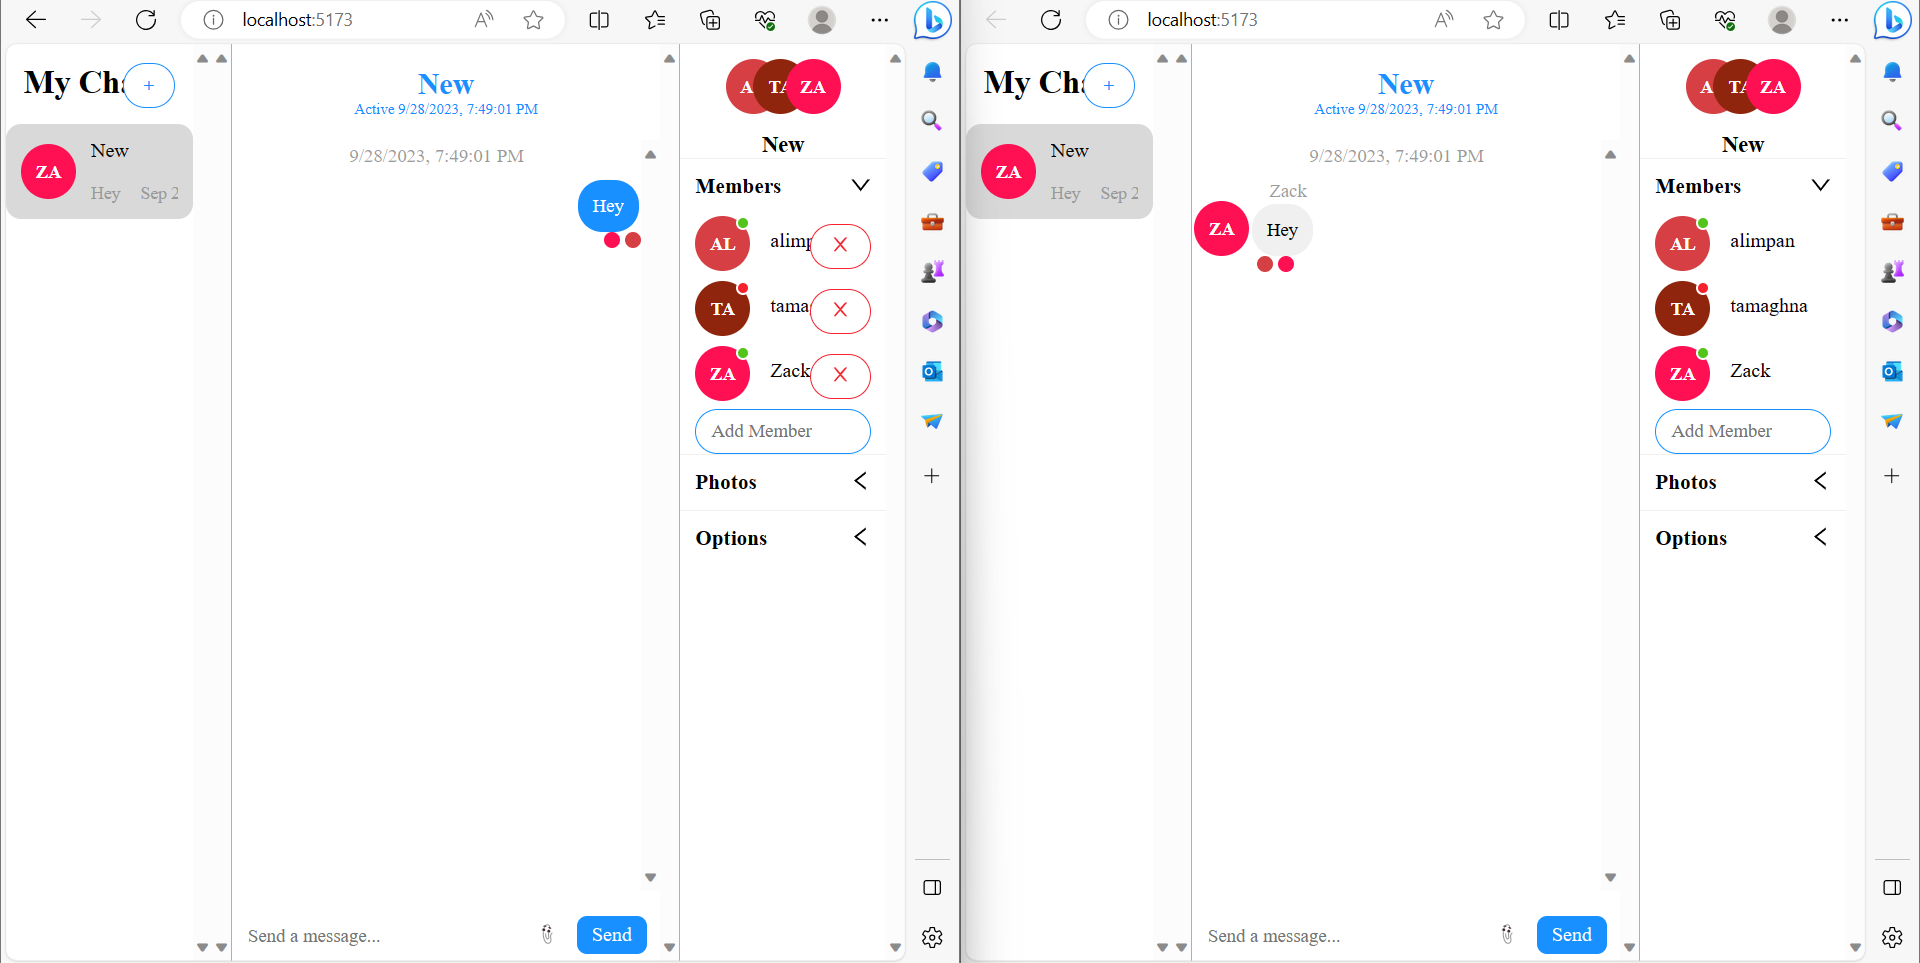 localhost:5173
My Cha
+
ZA
New
Hey Sep 2
New
Active 9/28/2023, 7:49:01 PM
9/28/2023, 7:49:01 PM
Hey
Send a message...
Send
A TA ZA
New
Members
AL alimp X
TA tama X
ZA Zack X
Add Member
Photos
Options
localhost:5173
My Cha
+
ZA
New
Hey Sep 2
New
Active 9/28/2023, 7:49:01 PM
9/28/2023, 7:49:01 PM
Zack
ZA Hey
Send a message...
Send
A TA ZA
New
Members
AL alimpan
TA tamaghna
ZA Zack
Add Member
Photos
Options